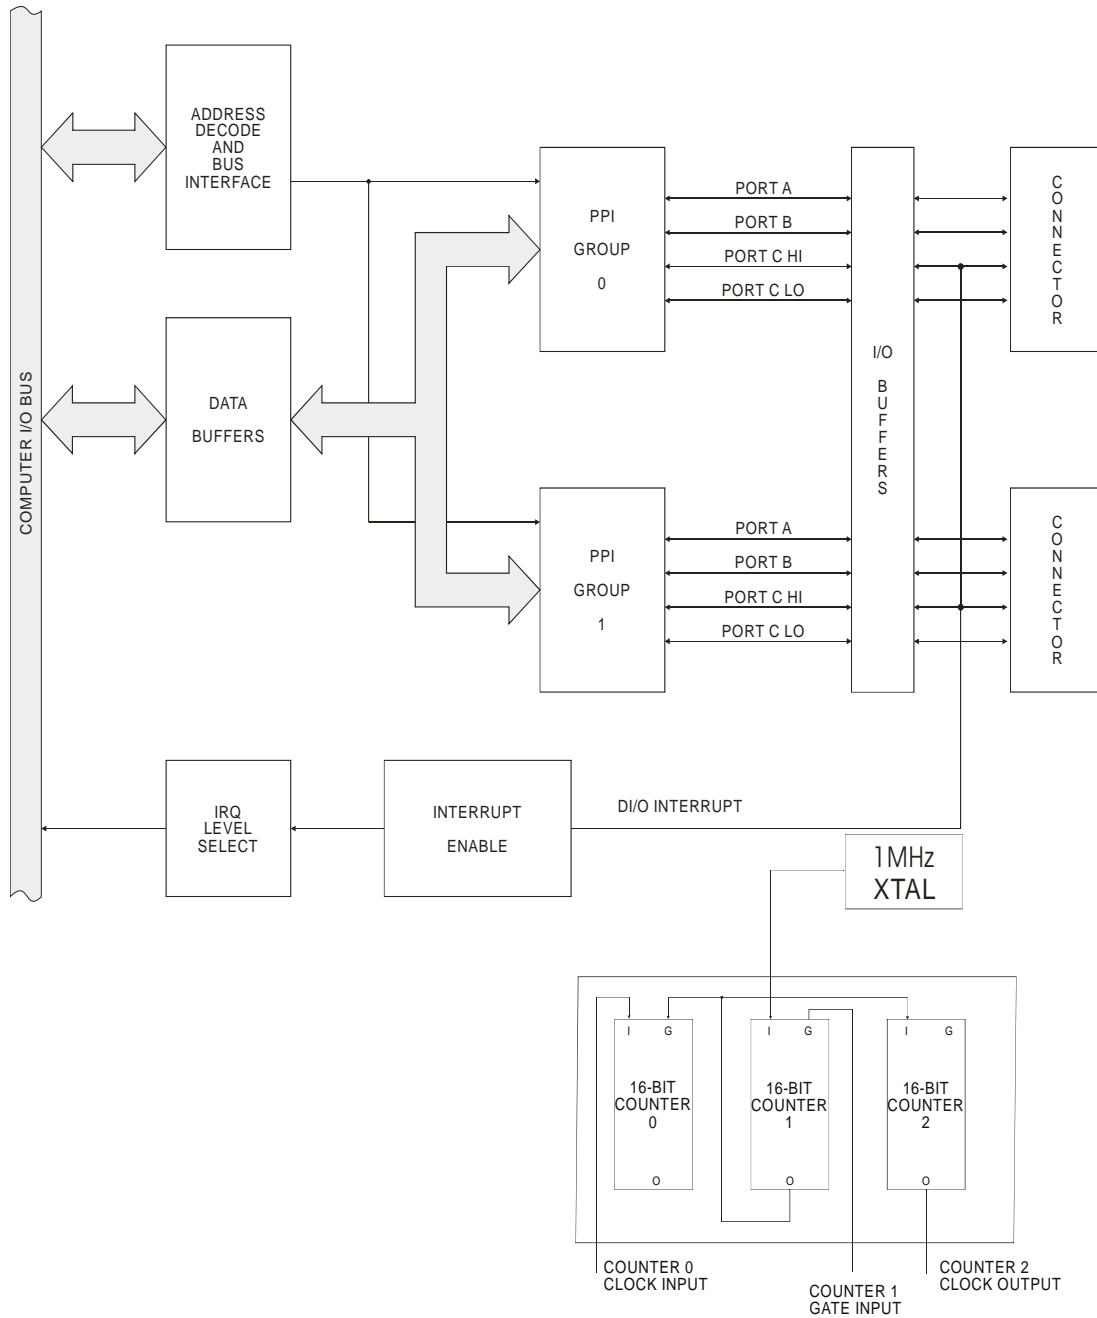 COMPUTER I/O BUS
ADDRESS
DECODE
AND
BUS
INTERFACE
DATA
BUFFERS
PPI
GROUP
0
PORT A
PORT B
PORT C HI
PORT C LO
PPI
GROUP
1
PORT A
PORT B
PORT C HI
PORT C LO
I/O
BUFFERS
CONNECTOR
CONNECTOR
IRQ
LEVEL
SELECT
INTERRUPT
ENABLE
DI/O INTERRUPT
1MHz
XTAL
I G
16-BIT
COUNTER
0
O
I G
16-BIT
COUNTER
1
O
I G
16-BIT
COUNTER
2
O
COUNTER 0
CLOCK INPUT
COUNTER 1
GATE INPUT
COUNTER 2
CLOCK OUTPUT